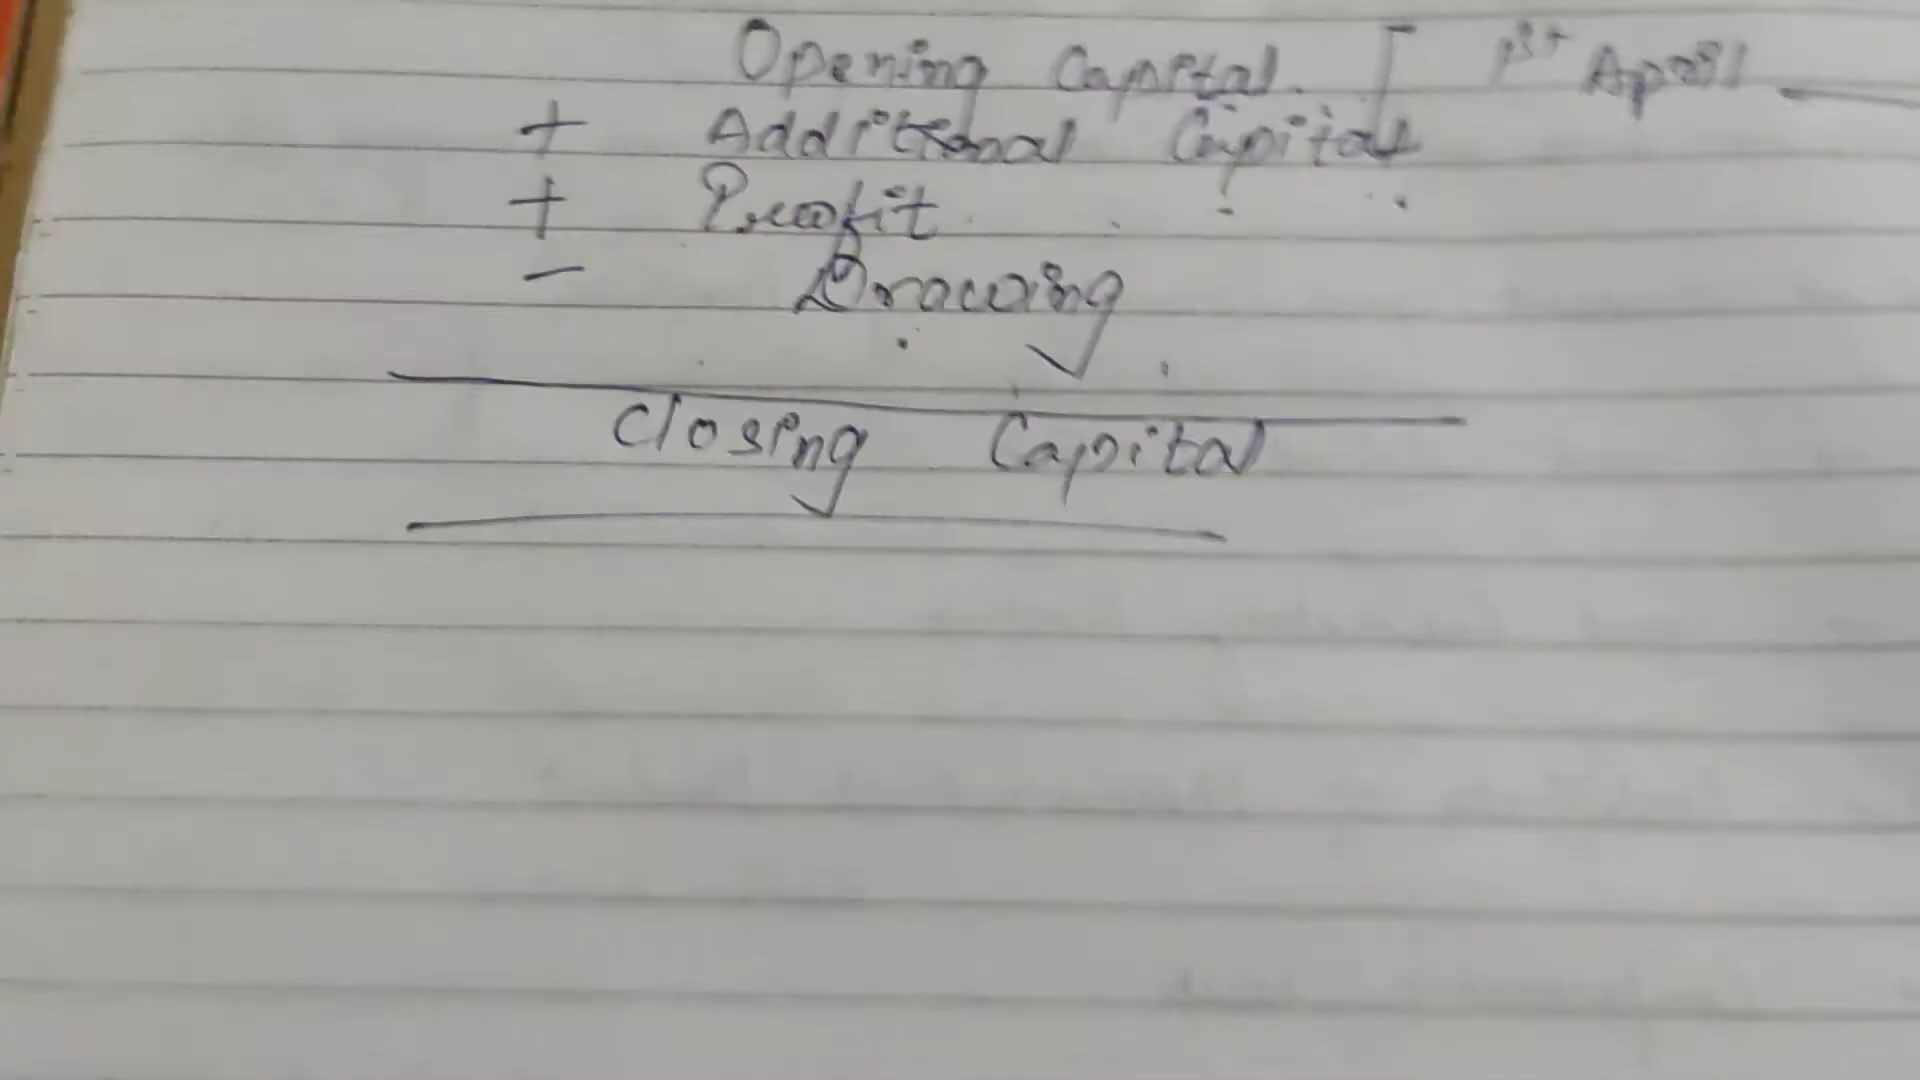 Opening Capital. [ 1st April
+ Additional Capital
+ Profit
- Drawing
Closing Capital